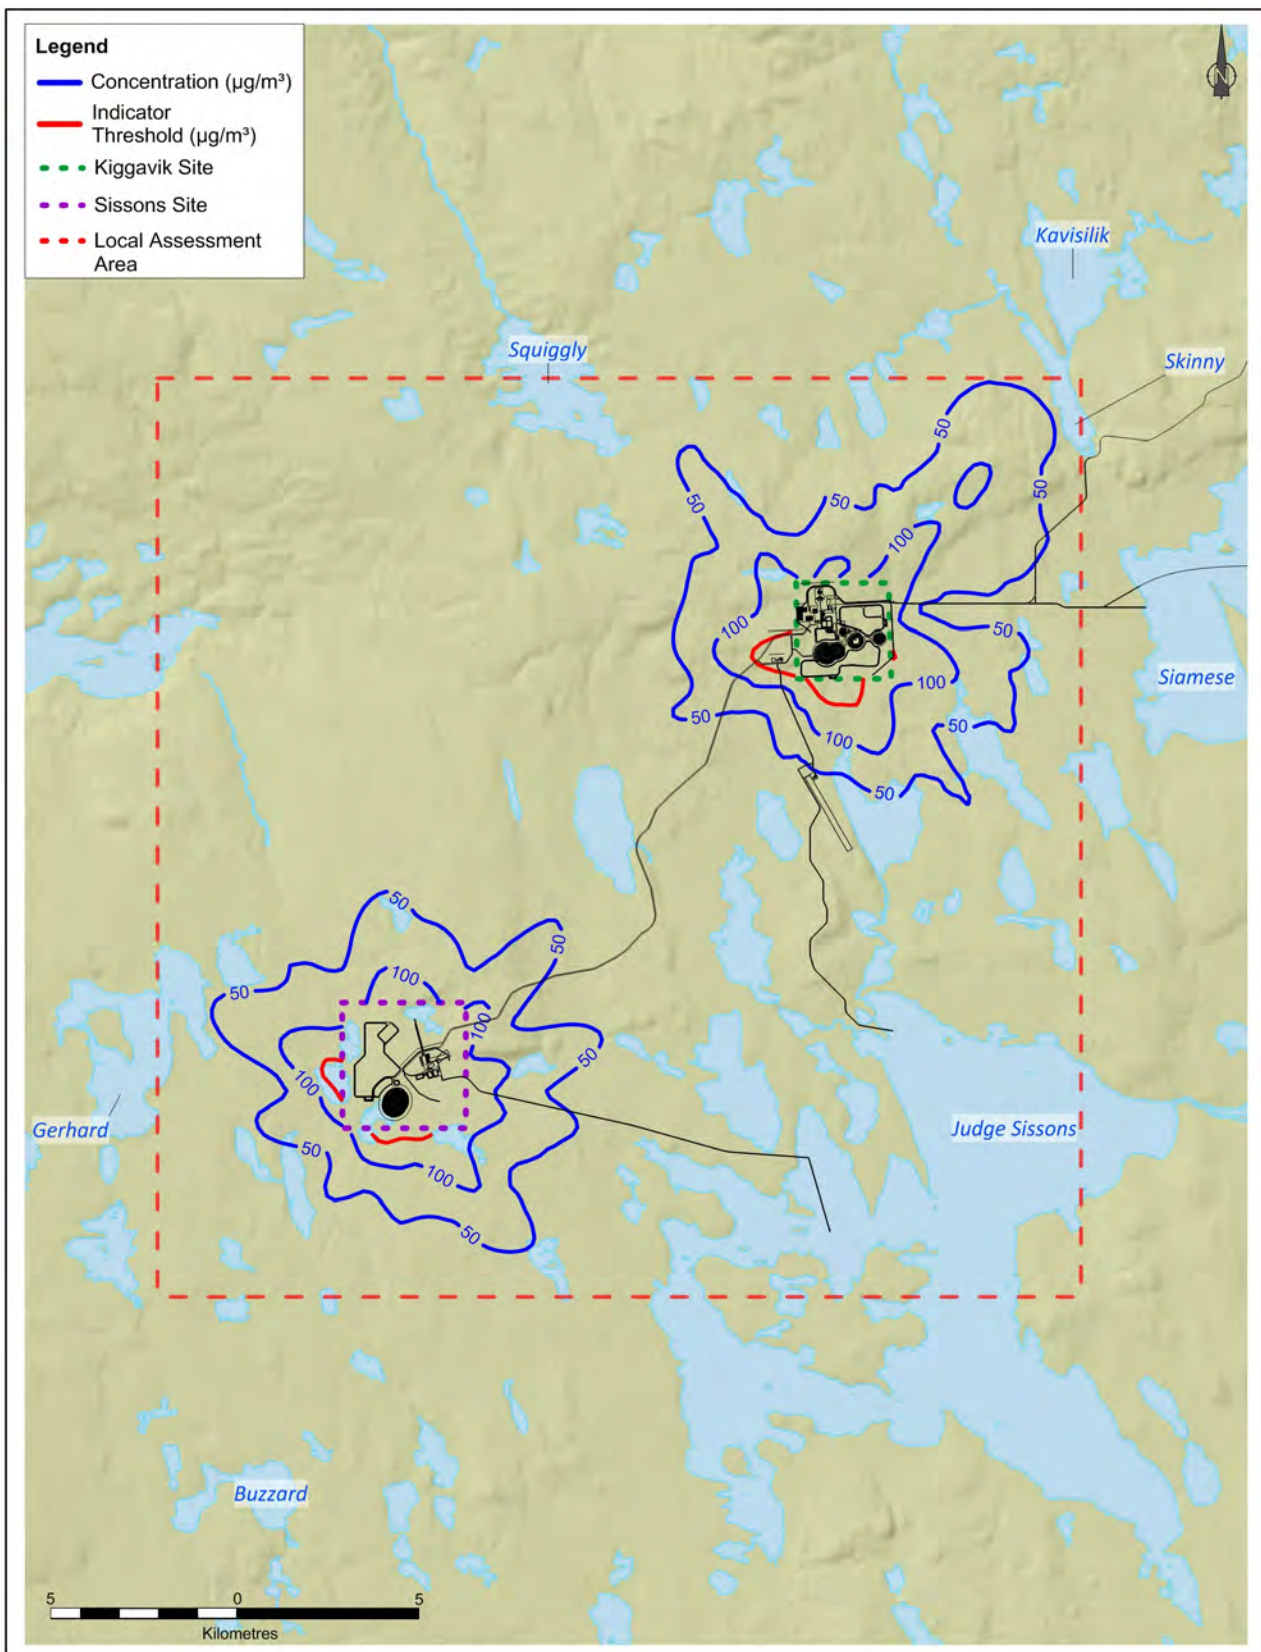 Legend
Concentration (µg/m³)
Indicator
Threshold (µg/m³)
Kiggavik Site
Sissons Site
Local Assessment
Area
N
Kavisilik
Squiggly
Skinny
50
50
50
50
100
100
50
100
Siamese
50
50
100
50
50
50
100
50
50
100
50
100
Gerhard
Judge Sissons
50
100
50
Buzzard
5 0 5
Kilometres